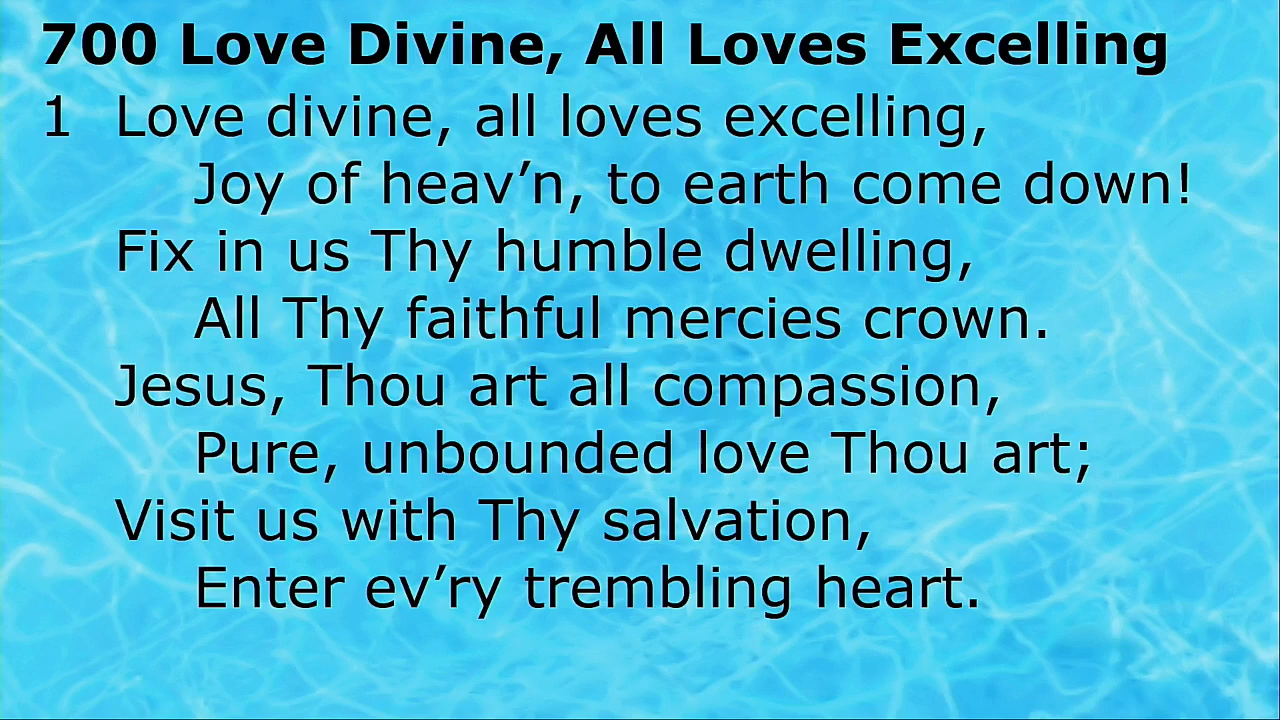 700 Love Divine, All Loves Excelling
1 Love divine, all loves excelling,
Joy of heav’n, to earth come down!
Fix in us Thy humble dwelling,
All Thy faithful mercies crown.
Jesus, Thou art all compassion,
Pure, unbounded love Thou art;
Visit us with Thy salvation,
Enter ev’ry trembling heart.